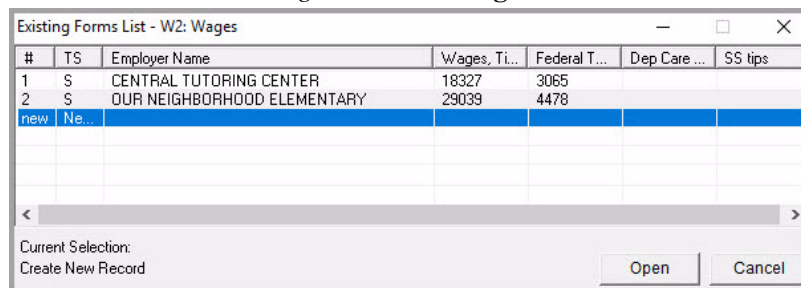 Existing Forms List - W2: Wages
# TS Employer Name Wages, Ti... Federal T... Dep Care ... SS tips
1 S CENTRAL TUTORING CENTER 18327 3065
2 S OUR NEIGHBORHOOD ELEMENTARY 29039 4478
new Ne...
Current Selection:
Create New Record
Open Cancel